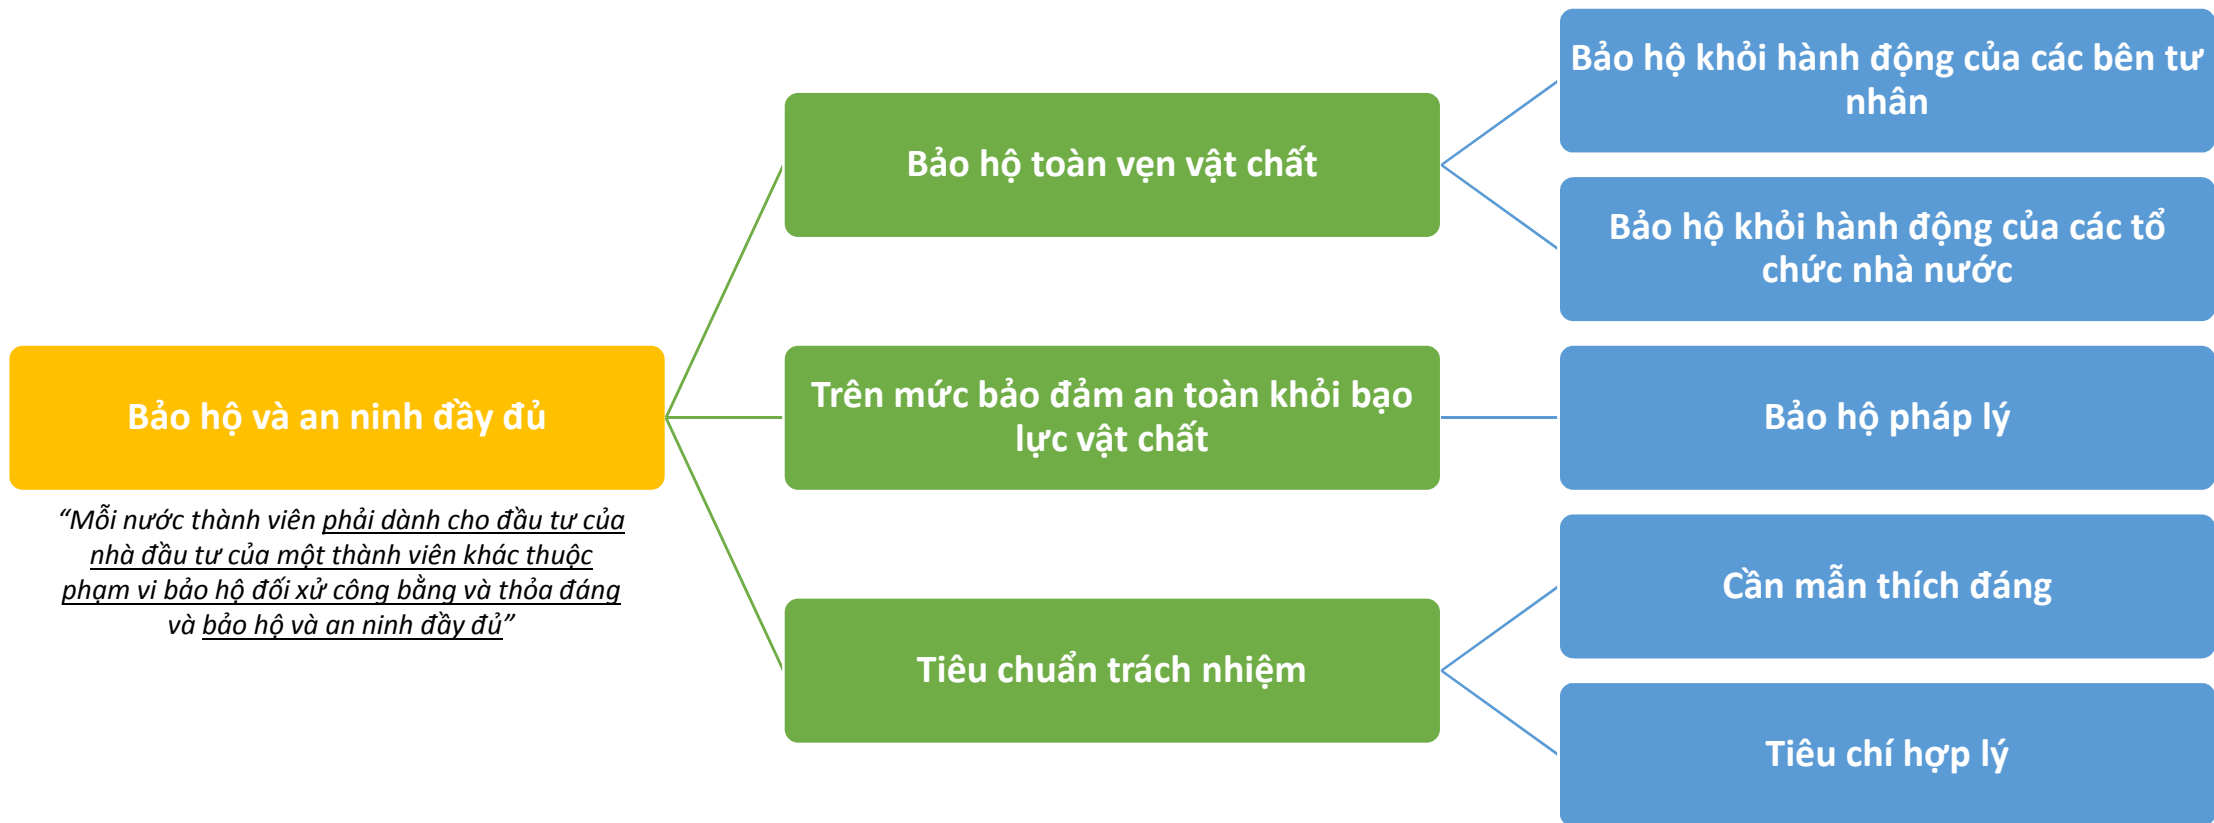 Bảo hộ và an ninh đầy đủ
“Mỗi nước thành viên phải dành cho đầu tư của
nhà đầu tư của một thành viên khác thuộc
phạm vi bảo hộ đối xử công bằng và thỏa đáng
và bảo hộ và an ninh đầy đủ”
Bảo hộ toàn vẹn vật chất
Bảo hộ khỏi hành động của các bên tư
nhân
Bảo hộ khỏi hành động của các tổ
chức nhà nước
Trên mức bảo đảm an toàn khỏi bạo
lực vật chất
Bảo hộ pháp lý
Tiêu chuẩn trách nhiệm
Cần mẫn thích đáng
Tiêu chí hợp lý